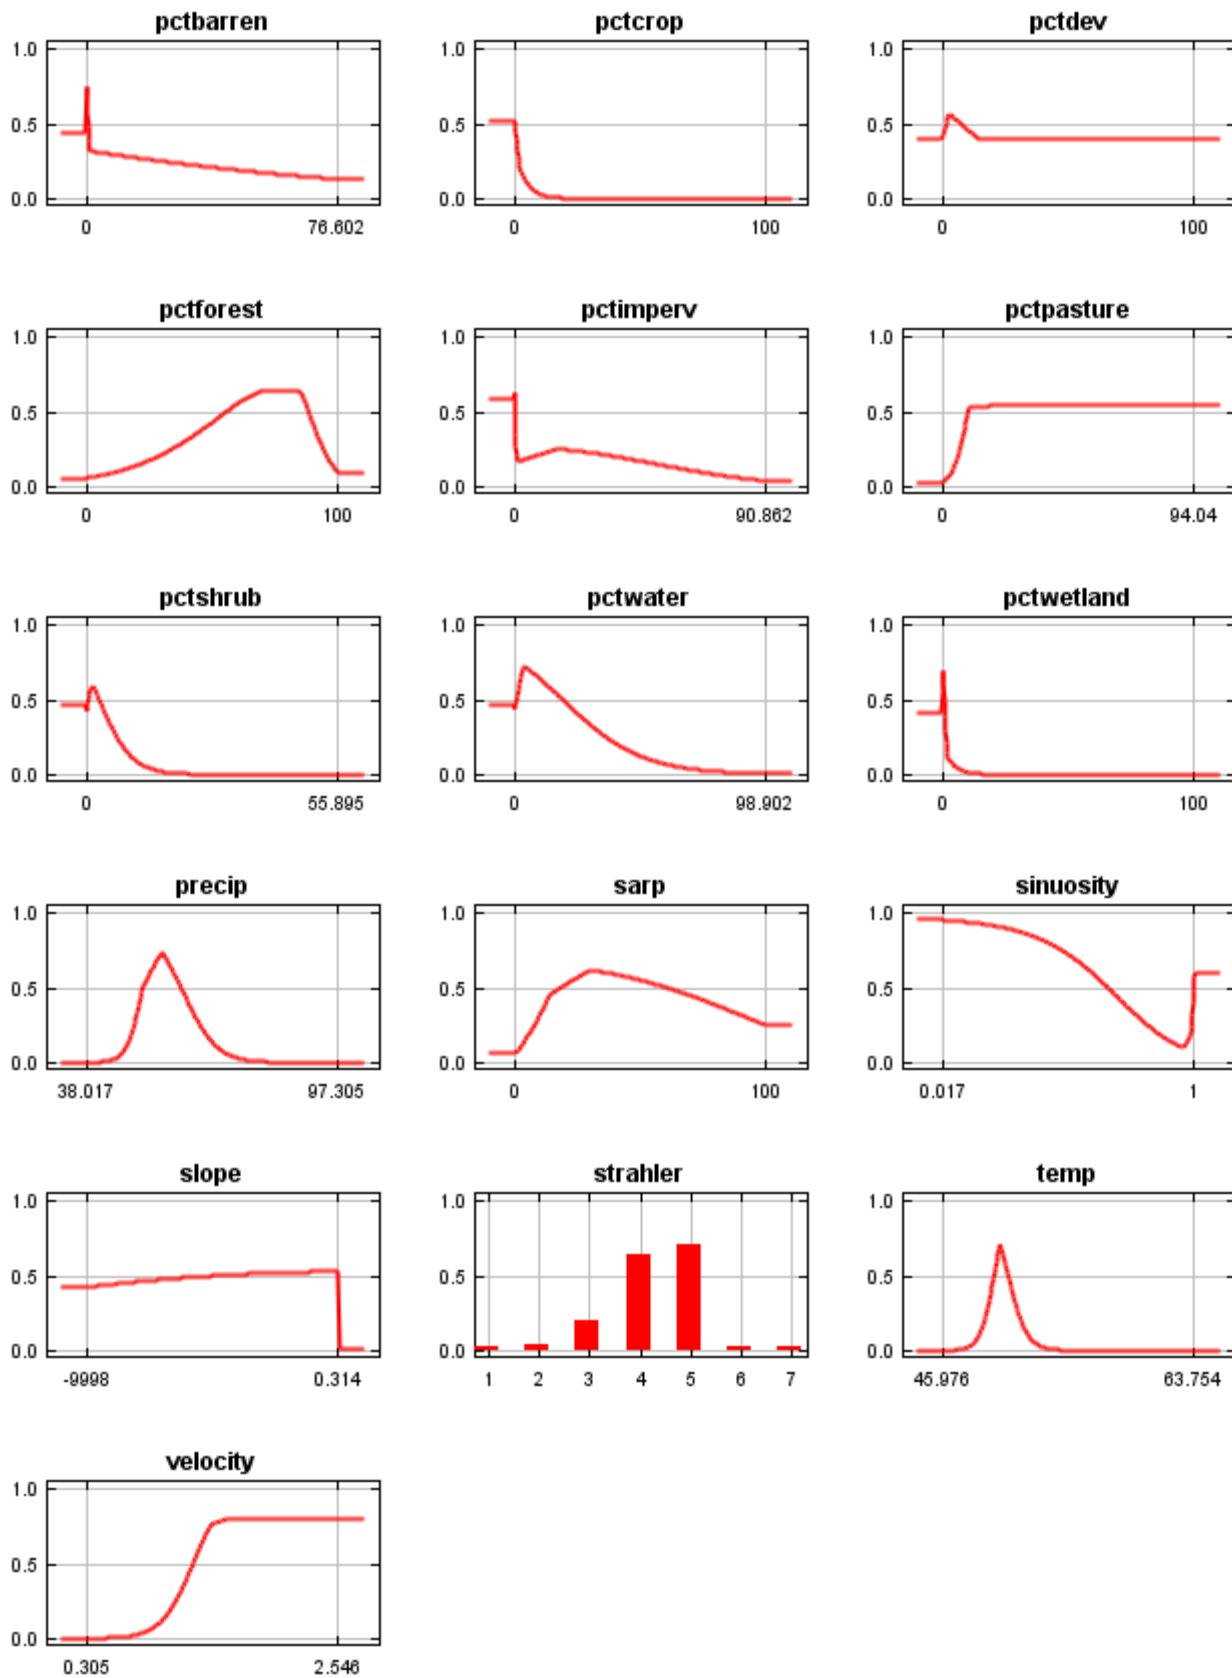 pctbarren pctcrop pctdev
1.0 1.0 1.0
0.5 0.5 0.5
0.0 0.0 0.0
0 76.602 0 100 0 100
pctforest pctimperv pctpasture
1.0 1.0 1.0
0.5 0.5 0.5
0.0 0.0 0.0
0 100 0 90.862 0 94.04
pctshrub pctwater pctwetland
1.0 1.0 1.0
0.5 0.5 0.5
0.0 0.0 0.0
0 55.895 0 98.902 0 100
precip sarp sinuosity
1.0 1.0 1.0
0.5 0.5 0.5
0.0 0.0 0.0
38.017 97.305 0 100 0.017 1
slope strahler temp
1.0 1.0 1.0
0.5 0.5 0.5
0.0 0.0 0.0
-9998 0.314 1 2 3 4 5 6 7 45.976 63.754
velocity
1.0
0.5
0.0
0.305 2.546